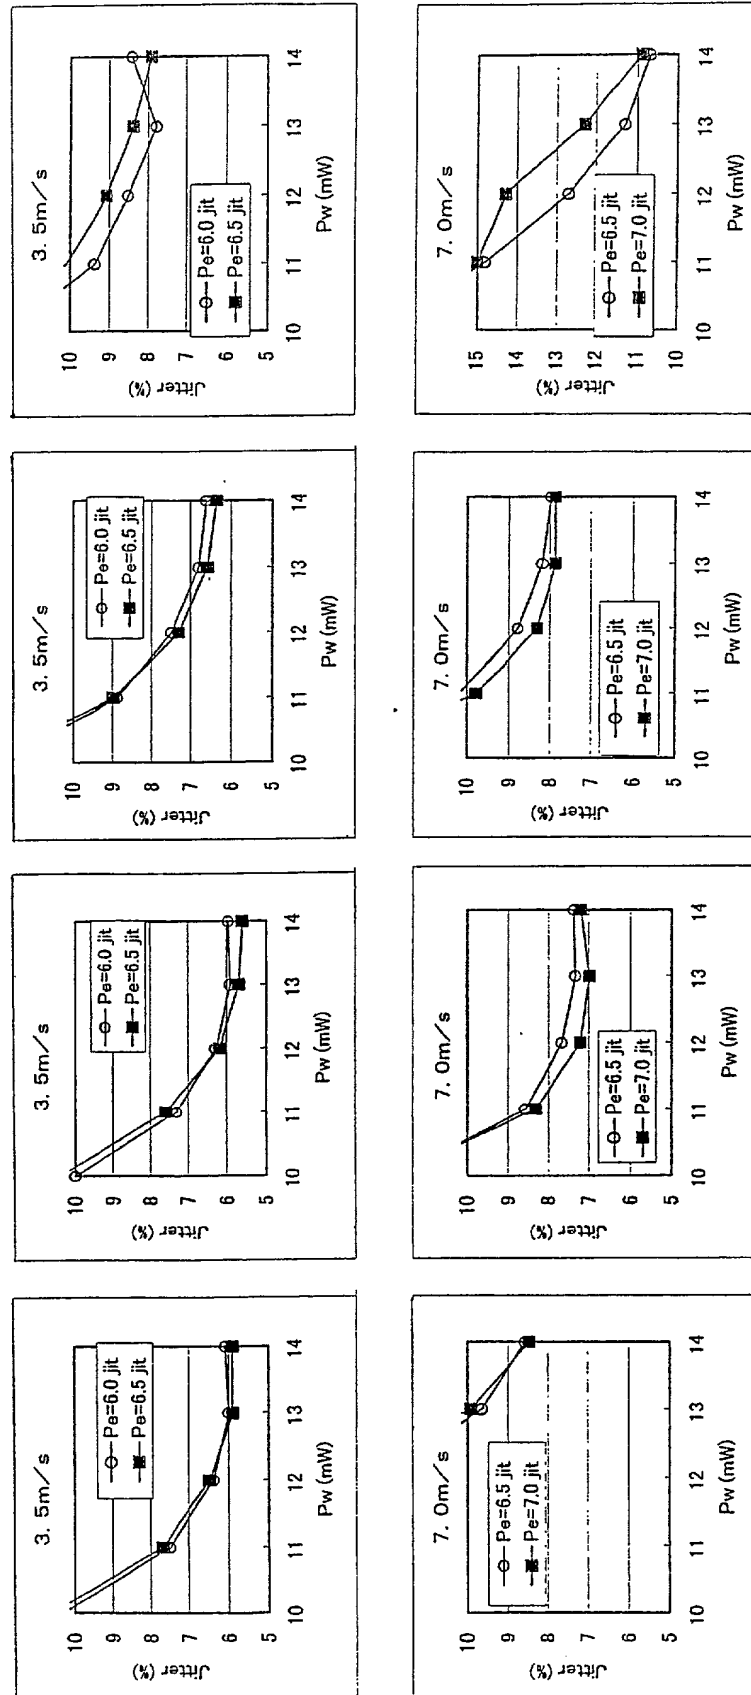 3. 5m/s
Jitter (%)
10
9
8
7
6
5
Pe=6.0 jit
Pe=6.5 jit
10 11 12 13 14
Pw (mW)
3. 5m/s
Jitter (%)
10
9
8
7
6
5
Pe=6.0 jit
Pe=6.5 jit
10 11 12 13 14
Pw (mW)
3. 5m/s
Jitter (%)
10
9
8
7
6
5
Pe=6.0 jit
Pe=6.5 jit
10 11 12 13 14
Pw (mW)
3. 5m/s
Jitter (%)
10
9
8
7
6
5
Pe=6.0 jit
Pe=6.5 jit
10 11 12 13 14
Pw (mW)
7. 0m/s
Jitter (%)
10
9
8
7
6
5
Pe=6.5 jit
Pe=7.0 jit
10 11 12 13 14
Pw (mW)
7. 0m/s
Jitter (%)
10
9
8
7
6
5
Pe=6.5 jit
Pe=7.0 jit
10 11 12 13 14
Pw (mW)
7. 0m/s
Jitter (%)
10
9
8
7
6
5
Pe=6.5 jit
Pe=7.0 jit
10 11 12 13 14
Pw (mW)
7. 0m/s
Jitter (%)
15
14
13
12
11
10
Pe=6.5 jit
Pe=7.0 jit
10 11 12 13 14
Pw (mW)